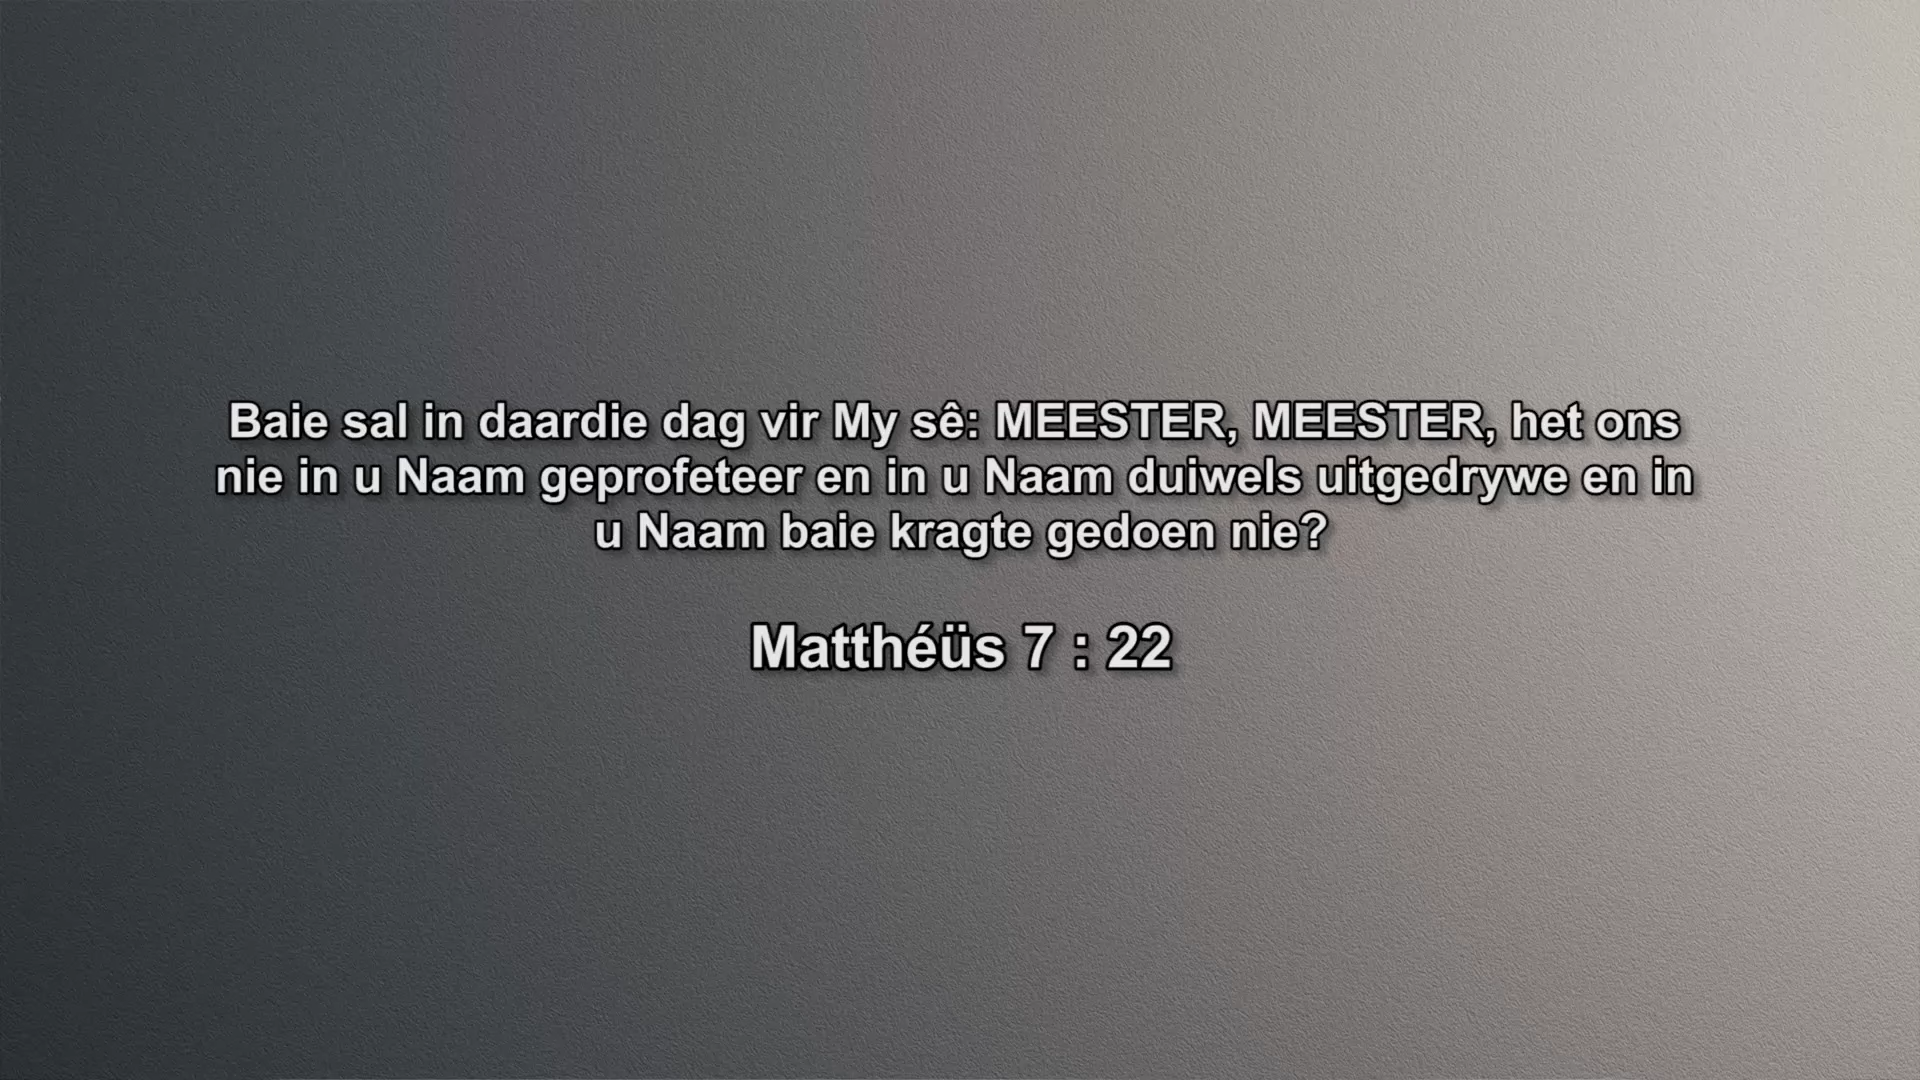 Baie sal in daardie dag vir My sê: MEESTER, MEESTER, het ons
nie in u Naam geprofeteer en in u Naam duiwels uitgedrywe en in
u Naam baie kragte gedoen nie?
Matthéüs 7 : 22